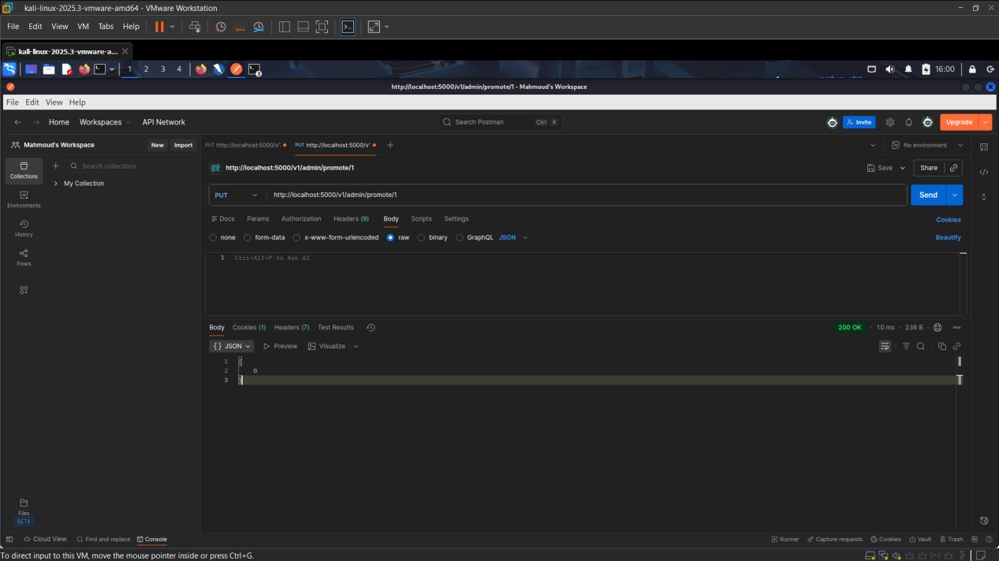 kali-linux-2025.3-vmware-amd64 - VMware Workstation
File Edit View VM Tabs Help
kali-linux-2025.3-vmware-a...
1 2 3 4 3 16:00
http://localhost:5000/v1/admin/promote/1 - Mahmoud's Workspace
File Edit View Help
Home Workspaces API Network Search Postman Ctrl K Invite Upgrade
Mahmoud's Workspace New Import PUT http://localhost:5000/v1 PUT http://localhost:5000/v1 No environment
Collections Search collections HTTP http://localhost:5000/v1/admin/promote/1 Save Share
My Collection
Environments PUT http://localhost:5000/v1/admin/promote/1 Send
History Docs Params Authorization Headers (9) Body Scripts Settings Cookies
none form-data x-www-form-urlencoded raw binary GraphQL JSON Beautify
Flows 1 Ctrl+Alt+P to Ask AI
Body Cookies (1) Headers (7) Test Results 200 OK 10 ms 236 B
{} JSON Preview Visualize
1 [
2 0
3 ]
Files
BETA
Cloud View Find and replace Console Runner Capture requests Cookies Vault Trash
To direct input to this VM, move the mouse pointer inside or press Ctrl+G.